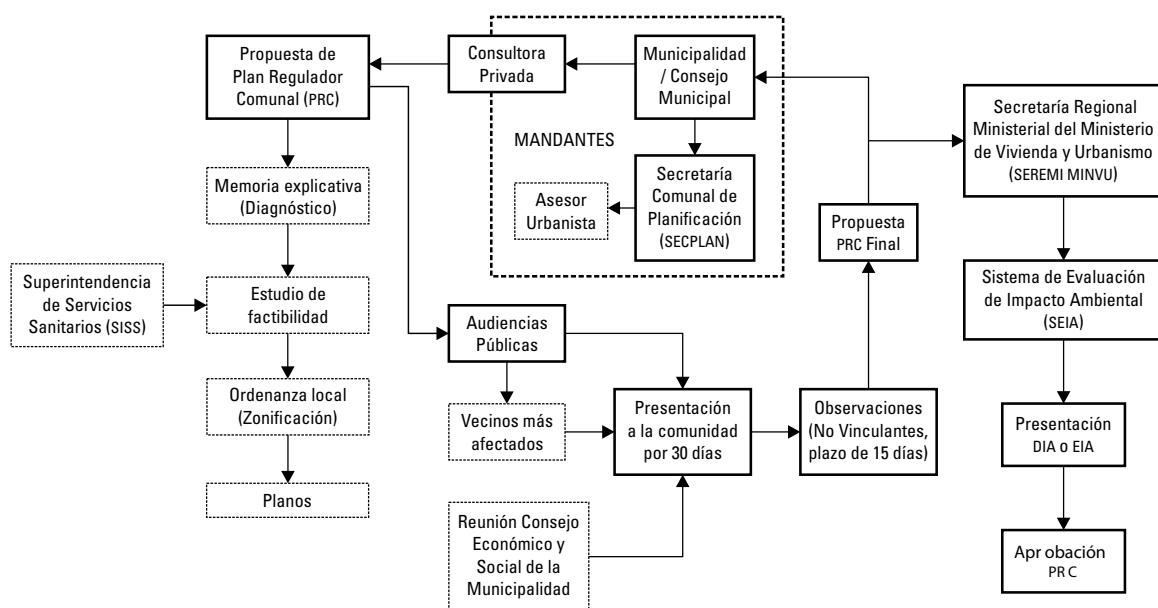 Propuesta de
Plan Regulador
Comunal (PRC)
Consultora
Privada
Municipalidad
/ Consejo
Municipal
MANDANTES
Secretaría
Comunal de
Planificación
(SECPLAN)
Asesor
Urbanista
Secretaría Regional
Ministerial del Ministerio
de Vivienda y Urbanismo
(SEREMI MINVU)
Memoria explicativa
(Diagnóstico)
Propuesta
PRC Final
Superintendencia
de Servicios
Sanitarios (SISS)
Estudio de
factibilidad
Sistema de Evaluación
de Impacto Ambiental
(SEIA)
Audiencias
Públicas
Ordenanza local
(Zonificación)
Vecinos más
afectados
Presentación
a la comunidad
por 30 días
Observaciones
(No Vinculantes,
plazo de 15 días)
Presentación
DIA o EIA
Planos
Reunión Consejo
Económico y
Social de la
Municipalidad
Apr obación
PR C